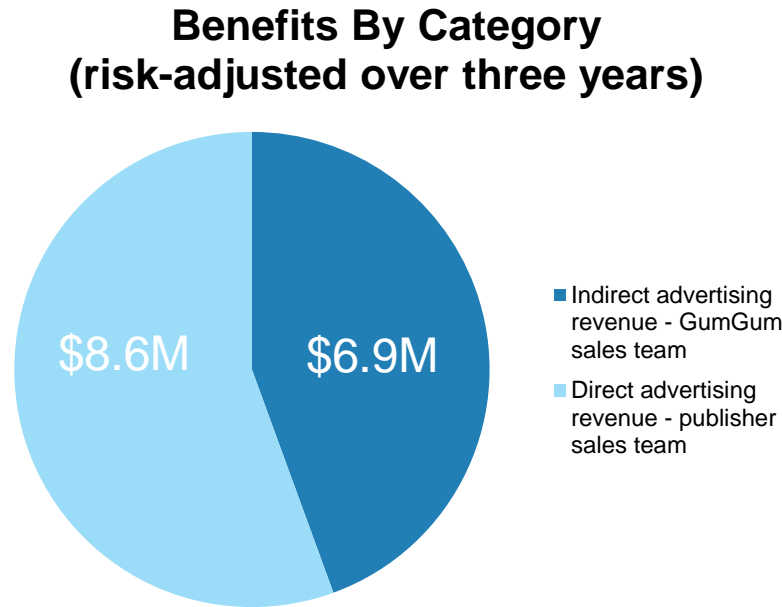 Benefits By Category
(risk-adjusted over three years)
$8.6M
$6.9M
Indirect advertising
revenue - GumGum
sales team
Direct advertising
revenue - publisher
sales team